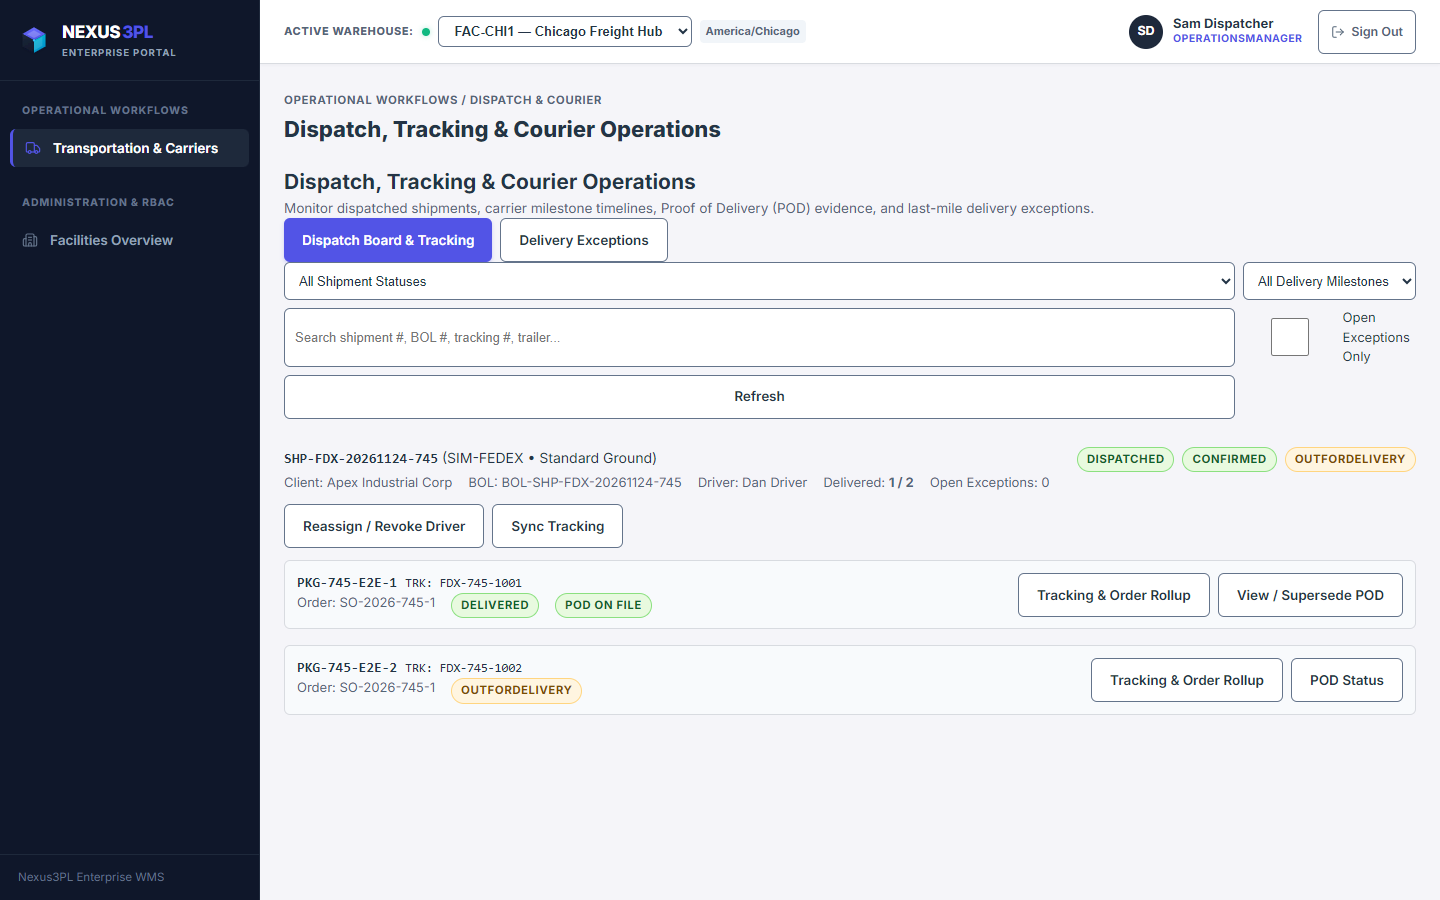 NEXUS3PL
ENTERPRISE PORTAL
OPERATIONAL WORKFLOWS
Transportation & Carriers
ADMINISTRATION & RBAC
Facilities Overview
Nexus3PL Enterprise WMS
ACTIVE WAREHOUSE: FAC-CHI1 — Chicago Freight Hub America/Chicago
SD Sam Dispatcher
OPERATIONSMANAGER
Sign Out
OPERATIONAL WORKFLOWS / DISPATCH & COURIER
Dispatch, Tracking & Courier Operations
Dispatch, Tracking & Courier Operations
Monitor dispatched shipments, carrier milestone timelines, Proof of Delivery (POD) evidence, and last-mile delivery exceptions.
Dispatch Board & Tracking Delivery Exceptions
All Shipment Statuses All Delivery Milestones
Search shipment #, BOL #, tracking #, trailer...
Open
Exceptions
Only
Refresh
SHP-FDX-20261124-745 (SIM-FEDEX • Standard Ground) DISPATCHED CONFIRMED OUTFORDELIVERY
Client: Apex Industrial Corp BOL: BOL-SHP-FDX-20261124-745 Driver: Dan Driver Delivered: 1 / 2 Open Exceptions: 0
Reassign / Revoke Driver Sync Tracking
PKG-745-E2E-1 TRK: FDX-745-1001
Order: SO-2026-745-1 DELIVERED POD ON FILE
Tracking & Order Rollup View / Supersede POD
PKG-745-E2E-2 TRK: FDX-745-1002
Order: SO-2026-745-1 OUTFORDELIVERY
Tracking & Order Rollup POD Status